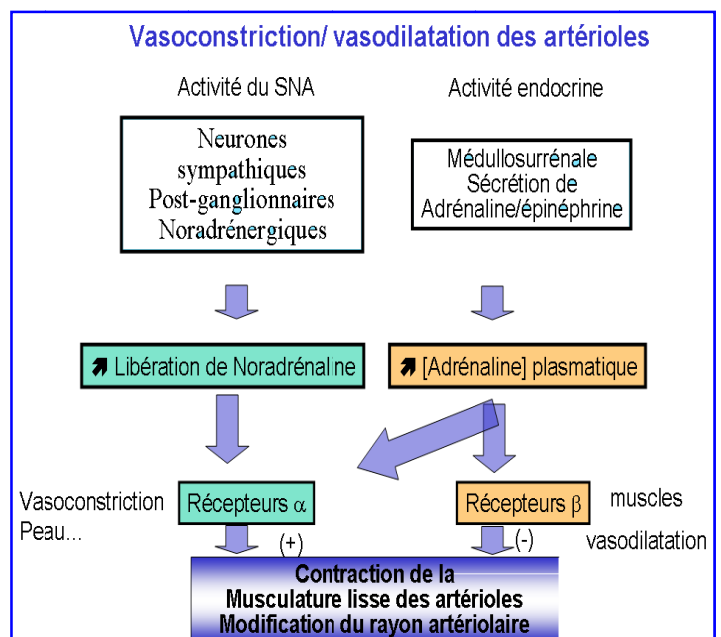 Vasoconstriction/ vasodilatation des artérioles
Activité du SNA
Neurones
sympathiques
Post-ganglionnaires
Noradrénergiques
Activité endocrine
Médullosurrénale
Sécrétion de
Adrénaline/épinéphrine
↗ Libération de Noradrénaline
↗ [Adrénaline] plasmatique
Vasoconstriction
Peau...
Récepteurs α
(+)
Récepteurs β
(-)
muscles
vasodilatation
Contraction de la
Musculature lisse des artérioles
Modification du rayon artériolaire